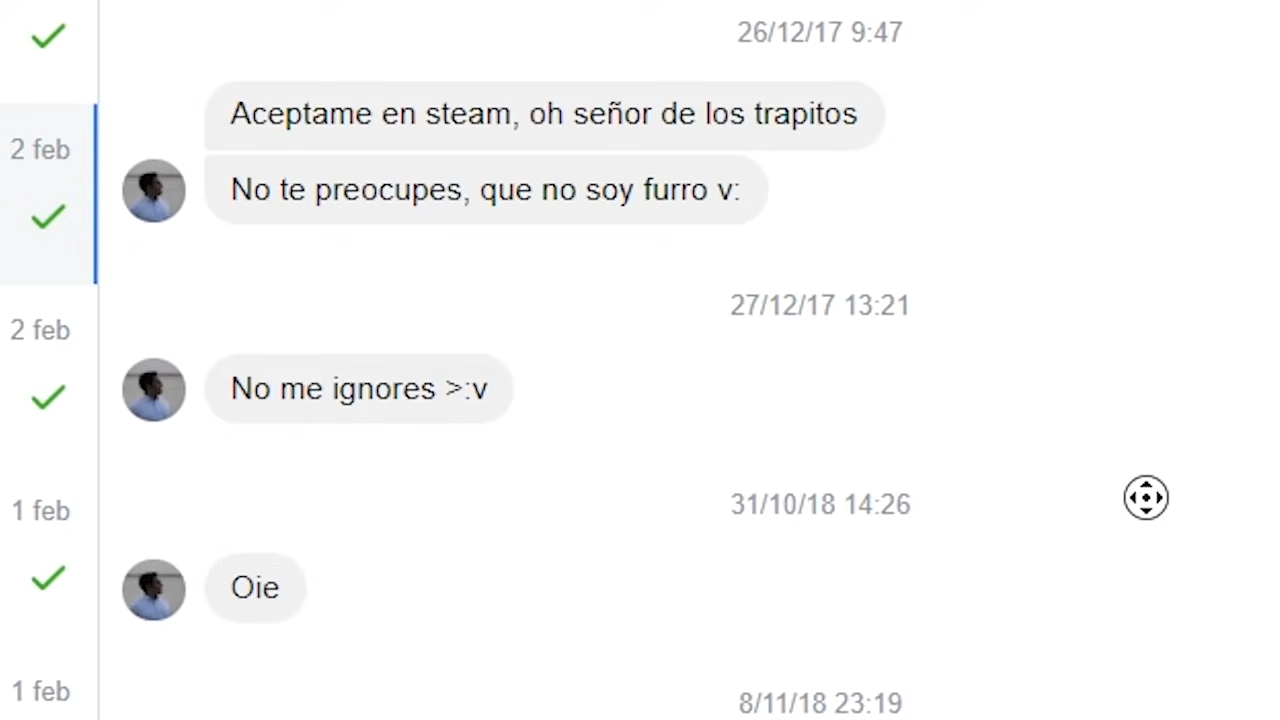 26/12/17 9:47
Aceptame en steam, oh señor de los trapitos
2 feb
No te preocupes, que no soy furro v:
27/12/17 13:21
2 feb
No me ignores >:v
31/10/18 14:26
1 feb
Oie
1 feb
8/11/18 23:19